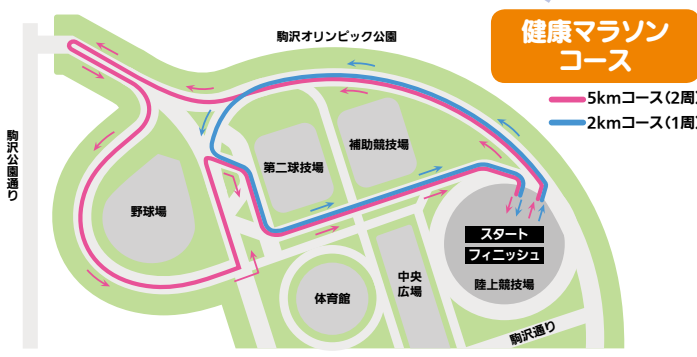 駒沢オリンピック公園
健康マラソン
コース
5kmコース(2周)
2kmコース(1周)
駒沢公園通り
野球場
第二球技場
補助競技場
スタート
フィニッシュ
陸上競技場
体育館
中央
広場
駒沢通り